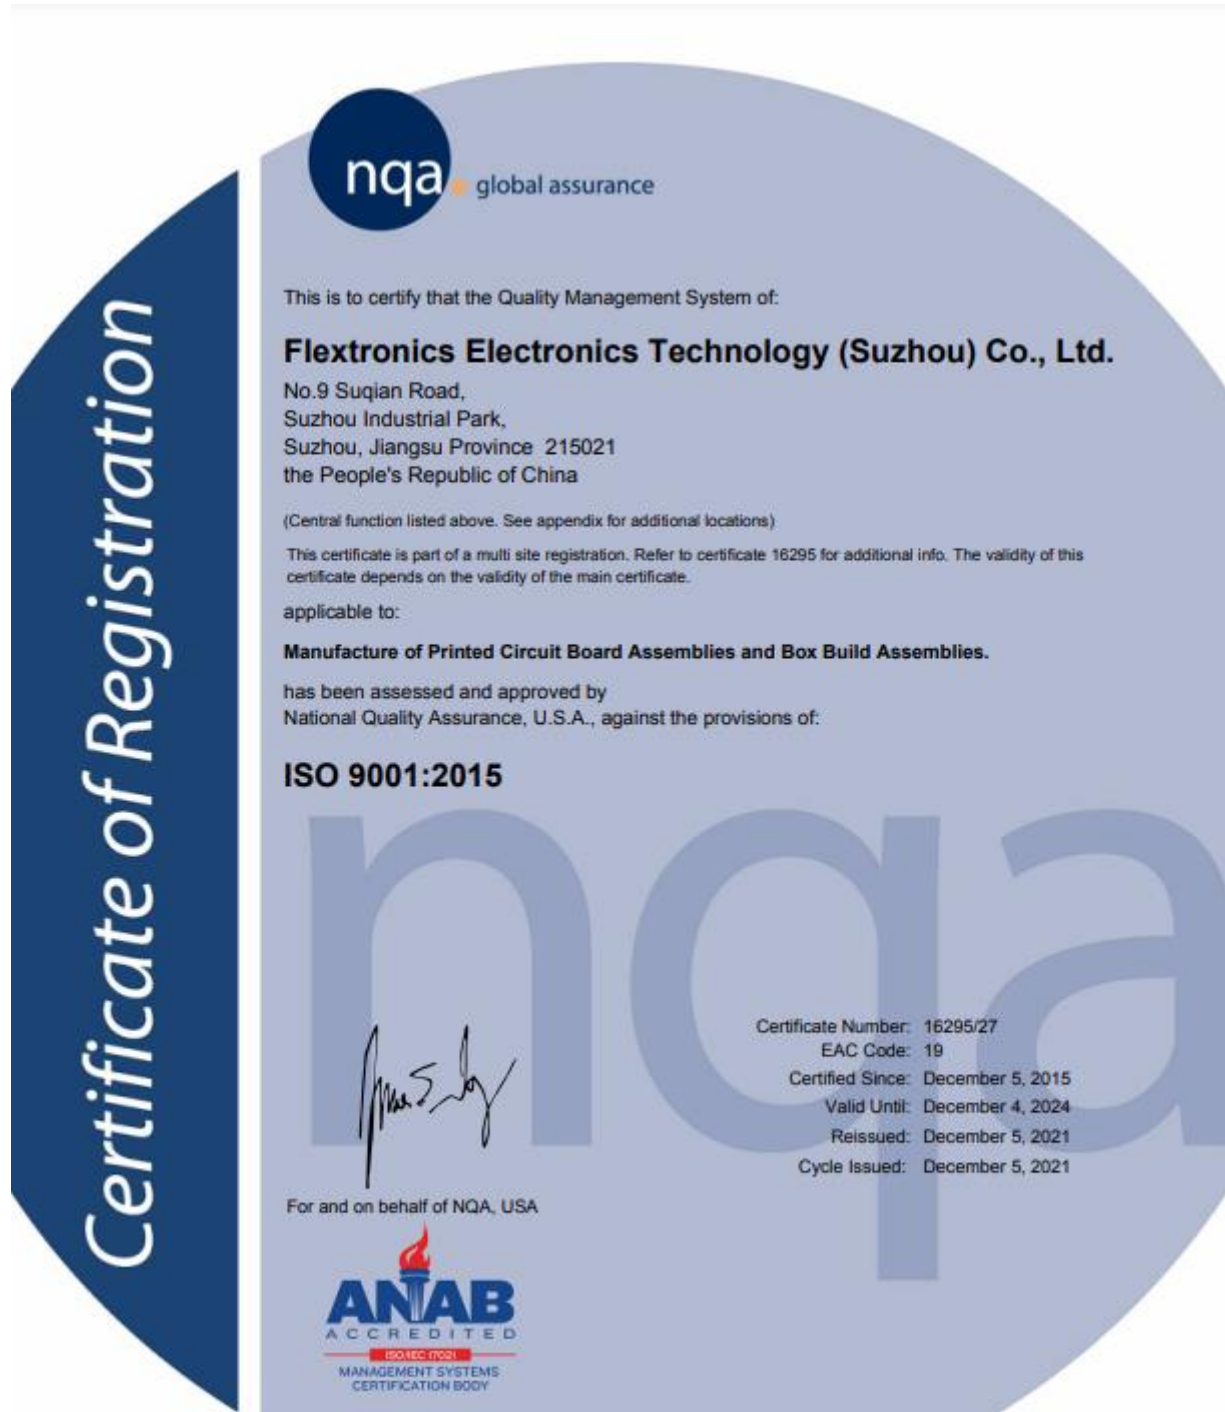 nqa.
global assurance
Certificate of Registration
This is to certify that the Quality Management System of:
Flextronics Electronics Technology (Suzhou) Co., Ltd.
No.9 Suqian Road,
Suzhou Industrial Park,
Suzhou, Jiangsu Province 215021
the People's Republic of China
(Central function listed above. See appendix for additional locations)
This certificate is part of a multi site registration. Refer to certificate 16295 for additional info. The validity of this
certificate depends on the validity of the main certificate.
applicable to:
Manufacture of Printed Circuit Board Assemblies and Box Build Assemblies.
has been assessed and approved by
National Quality Assurance, U.S.A., against the provisions of:
ISO 9001:2015
nqa
Certificate Number: 16295/27
EAC Code: 19
Certified Since: December 5, 2015
Valid Until: December 4, 2024
Reissued: December 5, 2021
Cycle Issued: December 5, 2021
For and on behalf of NQA, USA
ANAB
ACCREDITED
ISO/IEC 17021
MANAGEMENT SYSTEMS
CERTIFICATION BODY